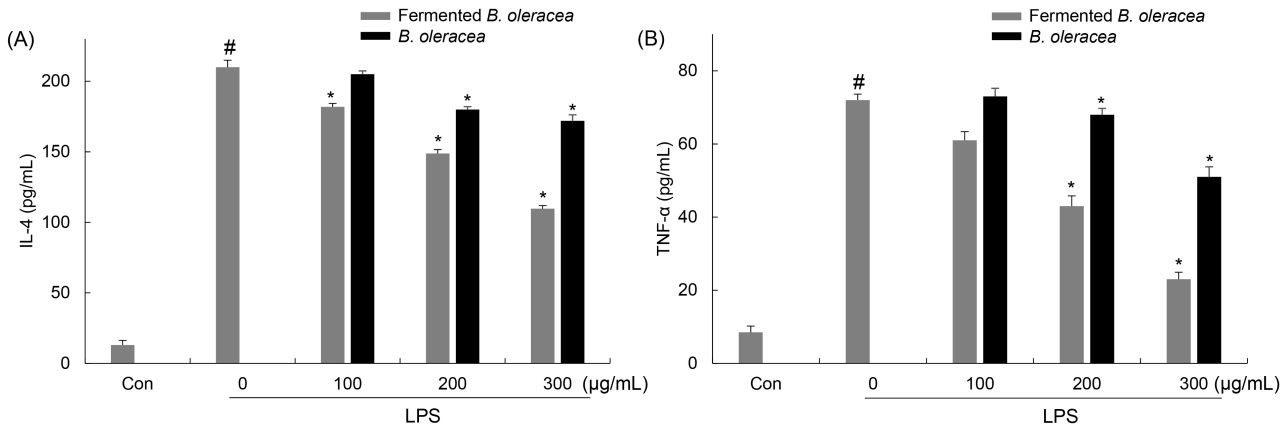 (A)
Fermented B. oleracea
B. oleracea
IL-4 (pg/mL)
200
150
100
50
0
#
*
*
*
*
*
Con
0
100
200
300
(μg/mL)
LPS
(B)
Fermented B. oleracea
B. oleracea
TNF-α (pg/mL)
80
60
40
20
0
#
*
*
*
*
Con
0
100
200
300
(μg/mL)
LPS